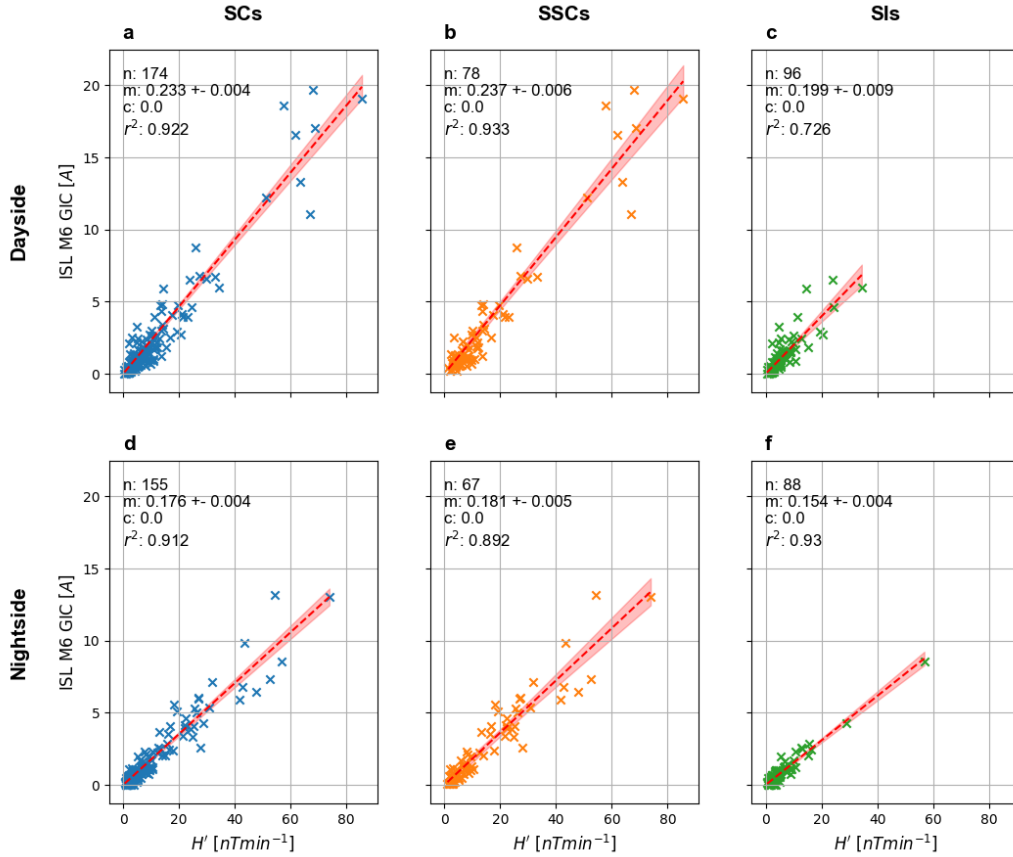 SCs
SSCs
SIs
a
b
c
Dayside
ISL M6 GIC [A]
20
15
10
5
0
n: 174
m: 0.233 +- 0.004
c: 0.0
r²: 0.922
n: 78
m: 0.237 +- 0.006
c: 0.0
r²: 0.933
n: 96
m: 0.199 +- 0.009
c: 0.0
r²: 0.726
d
e
f
Nightside
ISL M6 GIC [A]
20
15
10
5
0
n: 155
m: 0.176 +- 0.004
c: 0.0
r²: 0.912
n: 67
m: 0.181 +- 0.005
c: 0.0
r²: 0.892
n: 88
m: 0.154 +- 0.004
c: 0.0
r²: 0.93
0 20 40 60 80
0 20 40 60 80
0 20 40 60 80
H′ [nTmin⁻¹]
H′ [nTmin⁻¹]
H′ [nTmin⁻¹]